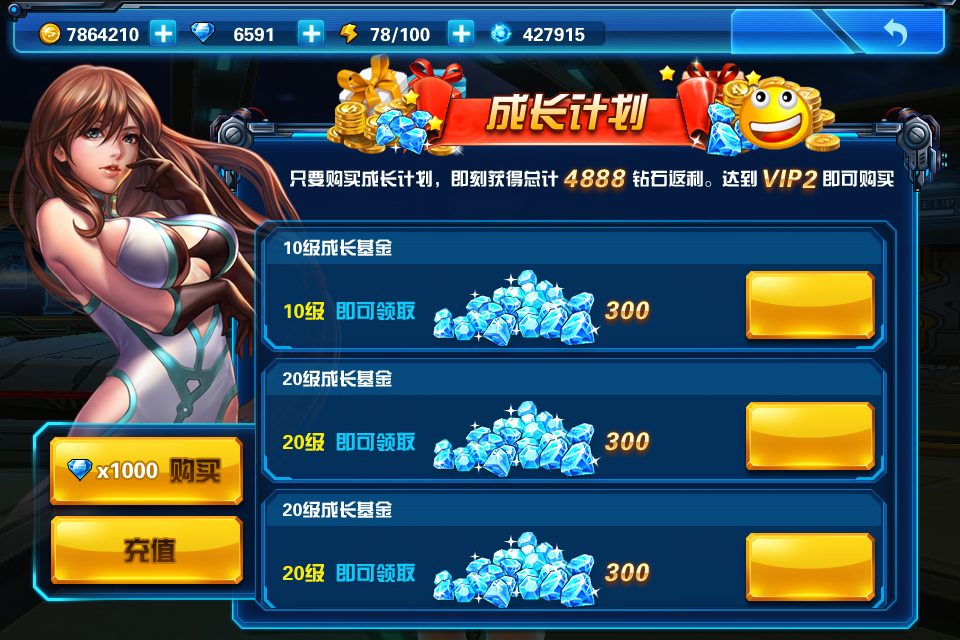 7864210 6591 78/100 427915
成长计划
只要购买成长计划，即刻获得总计 4888 钻石返利。达到 VIP2 即可购买
10级成长基金
10级 即可领取 300
20级成长基金
20级 即可领取 300
20级成长基金
20级 即可领取 300
x1000 购买
充值